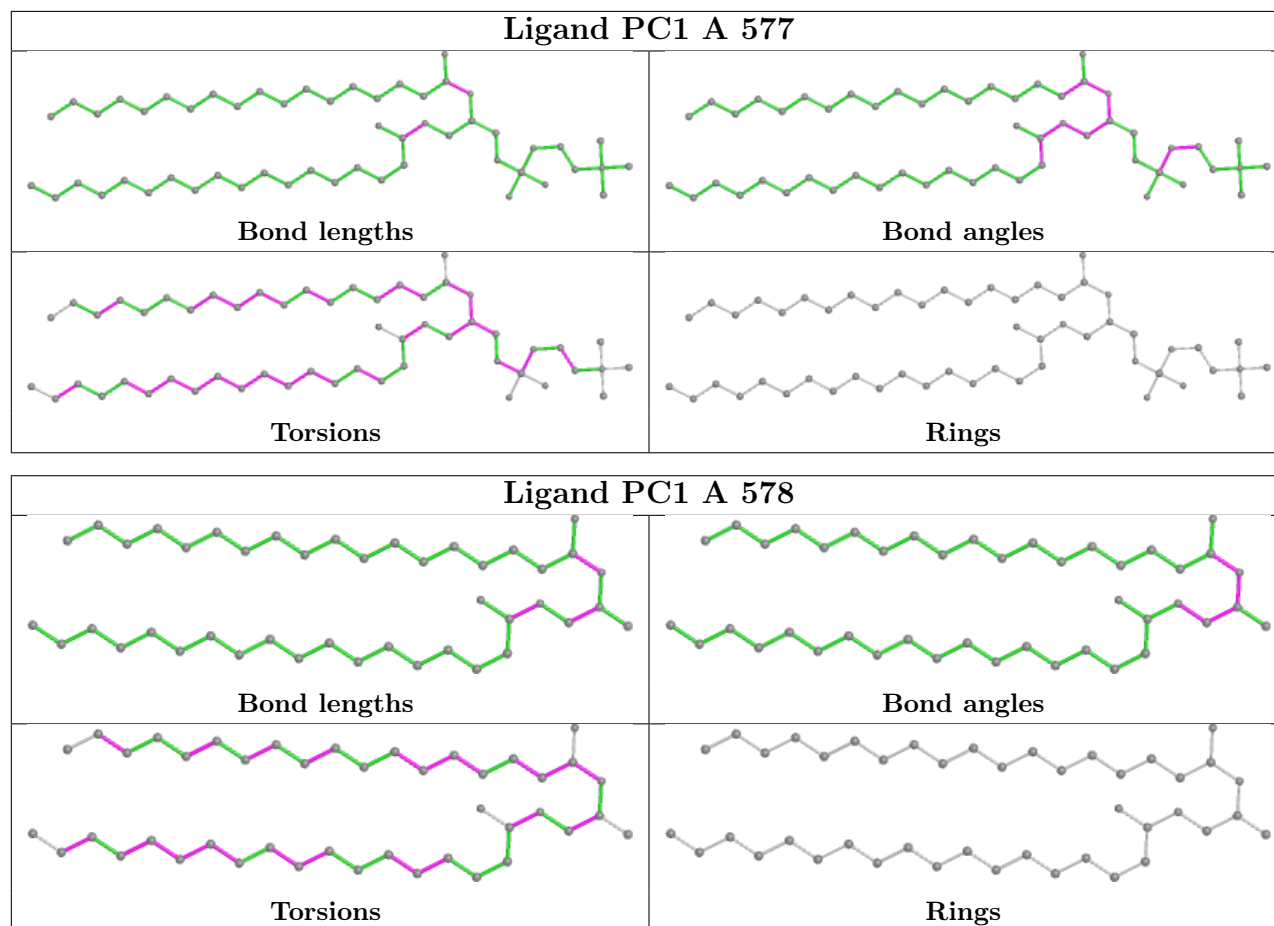 Ligand PC1 A 577
Bond lengths
Bond angles
Torsions
Rings
Ligand PC1 A 578
Bond lengths
Bond angles
Torsions
Rings